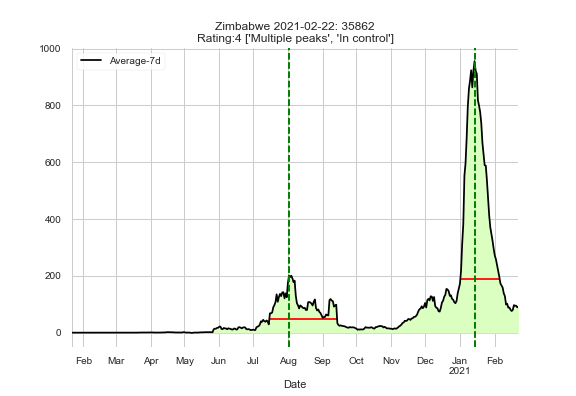 Zimbabwe 2021-02-22: 35862
Rating:4 ['Multiple peaks', 'In control']
Average-7d
1000
800
600
400
200
0
Feb Mar Apr May Jun Jul Aug Sep Oct Nov Dec Jan Feb
2021
Date